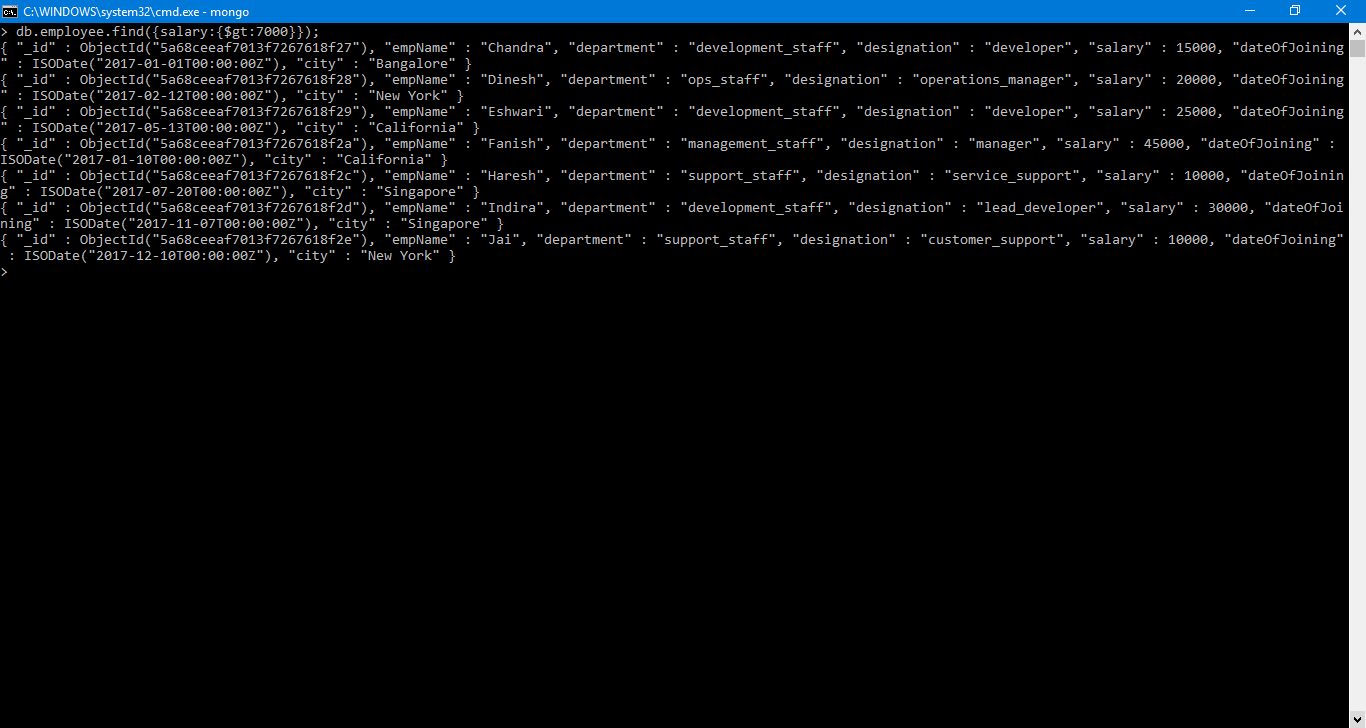 C:\WINDOWS\system32\cmd.exe - mongo
> db.employee.find({salary:{$gt:7000}});
{ "_id" : ObjectId("5a68ceeaf7013f7267618f27"), "empName" : "Chandra", "department" : "development_staff", "designation" : "developer", "salary" : 15000, "dateOfJoining
" : ISODate("2017-01-01T00:00:00Z"), "city" : "Bangalore" }
{ "_id" : ObjectId("5a68ceeaf7013f7267618f28"), "empName" : "Dinesh", "department" : "ops_staff", "designation" : "operations_manager", "salary" : 20000, "dateOfJoining
" : ISODate("2017-02-12T00:00:00Z"), "city" : "New York" }
{ "_id" : ObjectId("5a68ceeaf7013f7267618f29"), "empName" : "Eshwari", "department" : "development_staff", "designation" : "developer", "salary" : 25000, "dateOfJoining
" : ISODate("2017-05-13T00:00:00Z"), "city" : "California" }
{ "_id" : ObjectId("5a68ceeaf7013f7267618f2a"), "empName" : "Fanish", "department" : "management_staff", "designation" : "manager", "salary" : 45000, "dateOfJoining" :
ISODate("2017-01-10T00:00:00Z"), "city" : "California" }
{ "_id" : ObjectId("5a68ceeaf7013f7267618f2c"), "empName" : "Haresh", "department" : "support_staff", "designation" : "service_support", "salary" : 10000, "dateOfJoinin
g" : ISODate("2017-07-20T00:00:00Z"), "city" : "Singapore" }
{ "_id" : ObjectId("5a68ceeaf7013f7267618f2d"), "empName" : "Indira", "department" : "development_staff", "designation" : "lead_developer", "salary" : 30000, "dateOfJoi
ning" : ISODate("2017-11-07T00:00:00Z"), "city" : "Singapore" }
{ "_id" : ObjectId("5a68ceeaf7013f7267618f2e"), "empName" : "Jai", "department" : "support_staff", "designation" : "customer_support", "salary" : 10000, "dateOfJoining"
 : ISODate("2017-12-10T00:00:00Z"), "city" : "New York" }
>